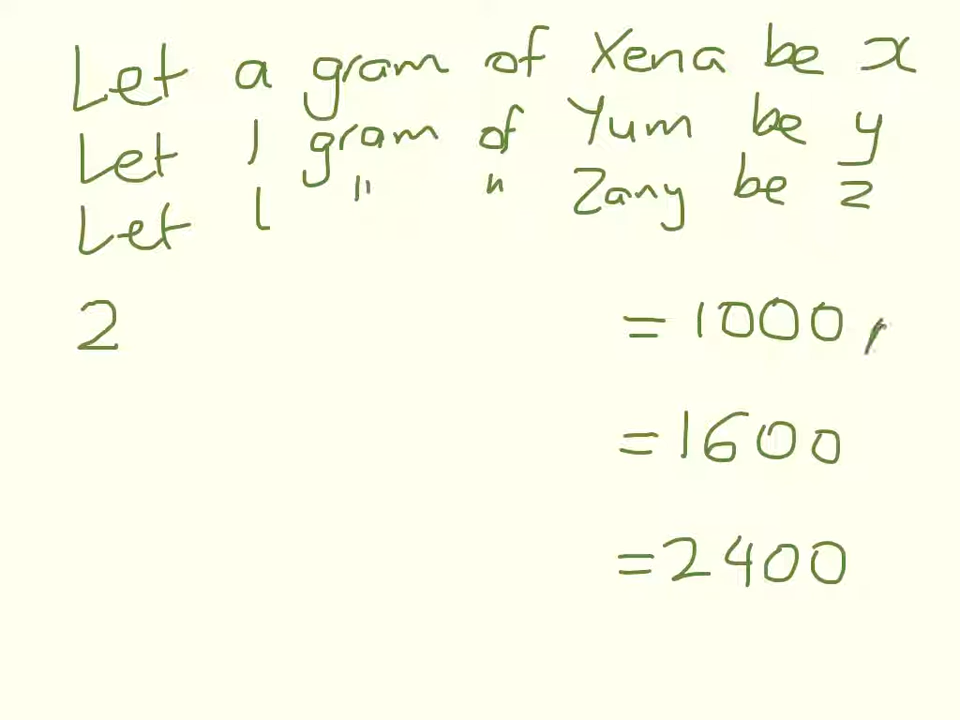 Let a gram of Xena be x
Let 1 gram of Yum be y
Let 1 " " Zany be z
2 = 1000
= 1600
= 2400